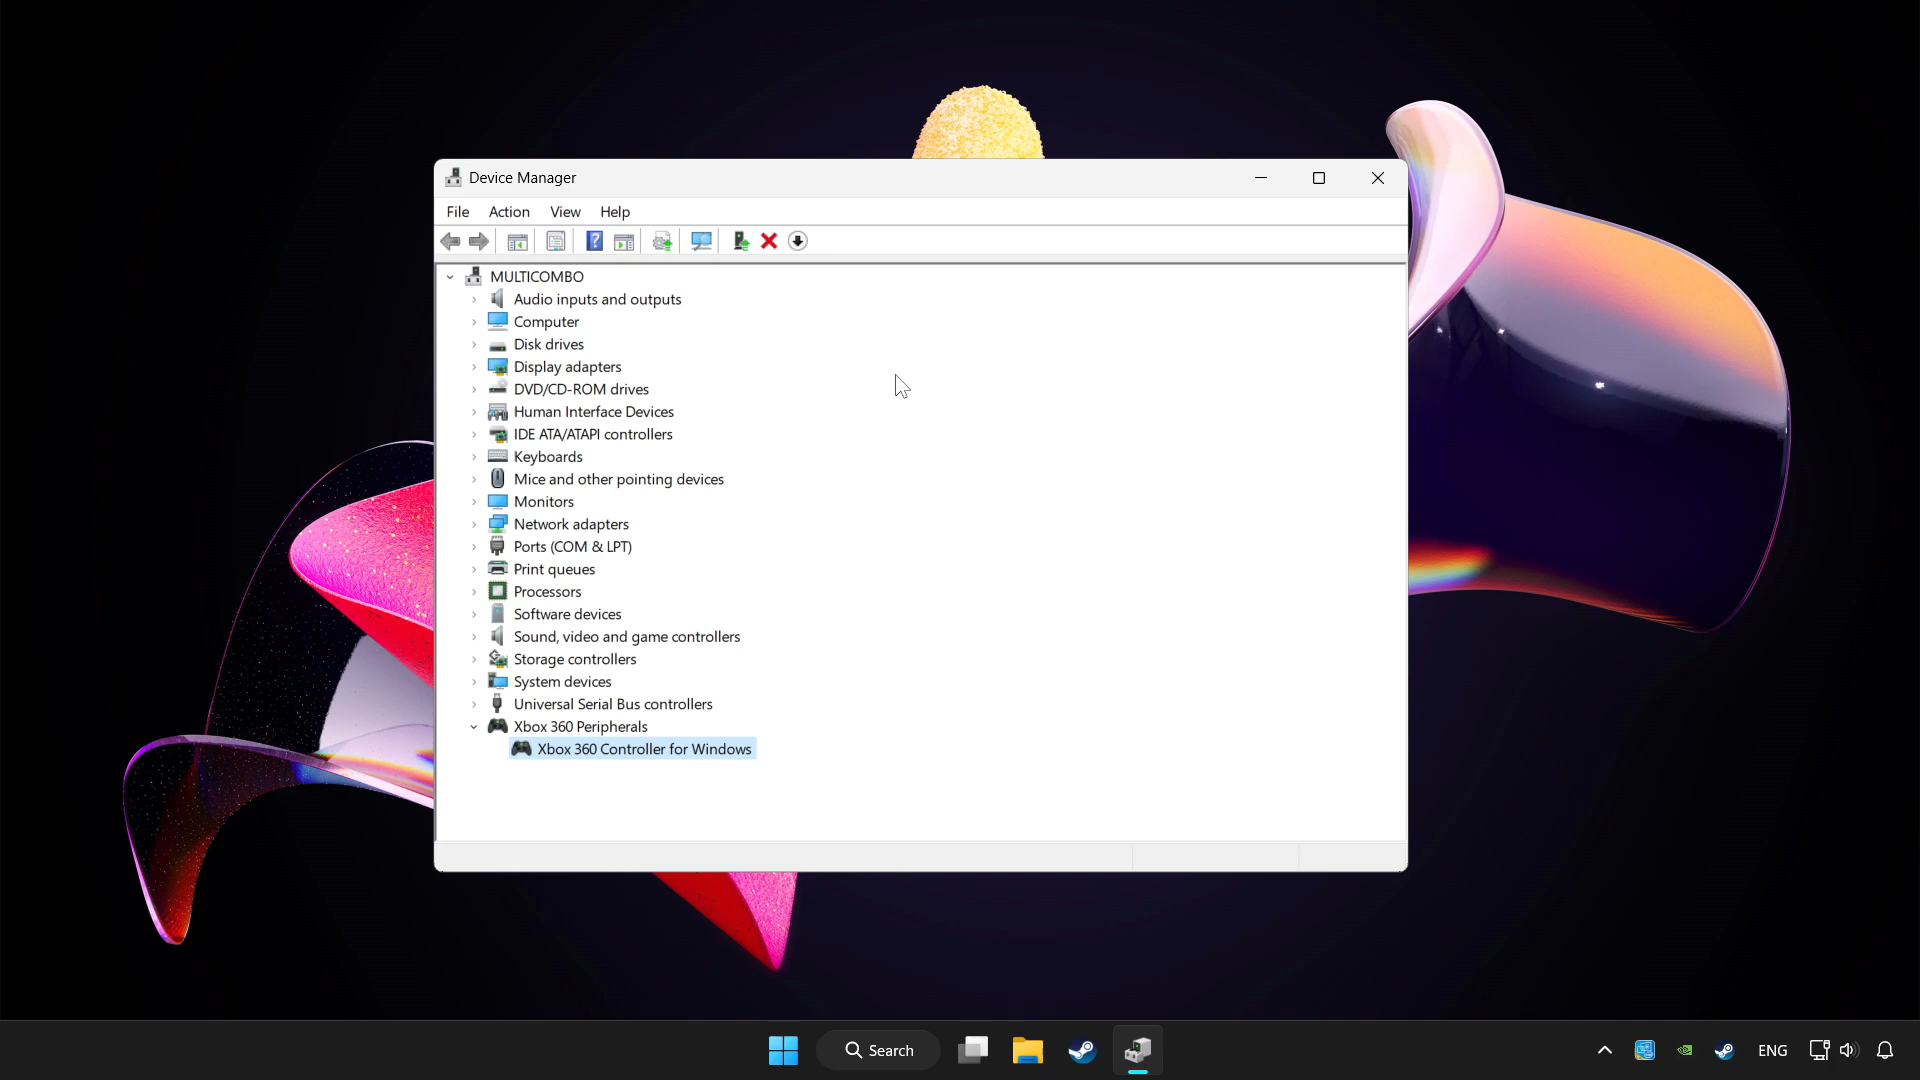 Device Manager
File Action View Help
?
MULTICOMBO
Audio inputs and outputs
Computer
Disk drives
Display adapters
DVD/CD-ROM drives
Human Interface Devices
IDE ATA/ATAPI controllers
Keyboards
Mice and other pointing devices
Monitors
Network adapters
Ports (COM & LPT)
Print queues
Processors
Software devices
Sound, video and game controllers
Storage controllers
System devices
Universal Serial Bus controllers
Xbox 360 Peripherals
Xbox 360 Controller for Windows
Search
ENG